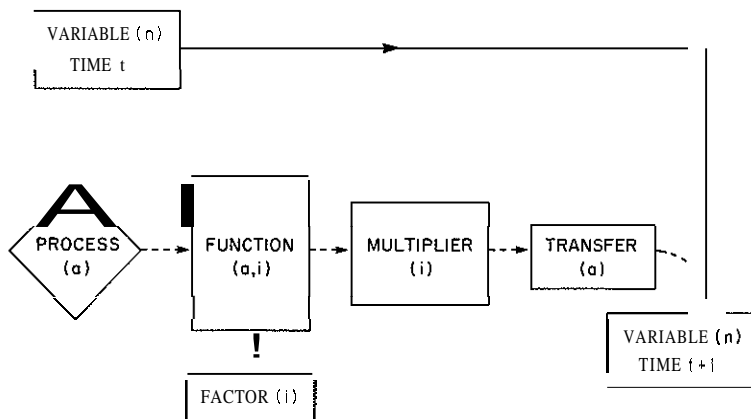 VARIABLE (n)
TIME t
PROCESS
(a)
FUNCTION
(a,i)
MULTIPLIER
(i)
TRANSFER
(a)
FACTOR (i)
VARIABLE (n)
TIME t+1